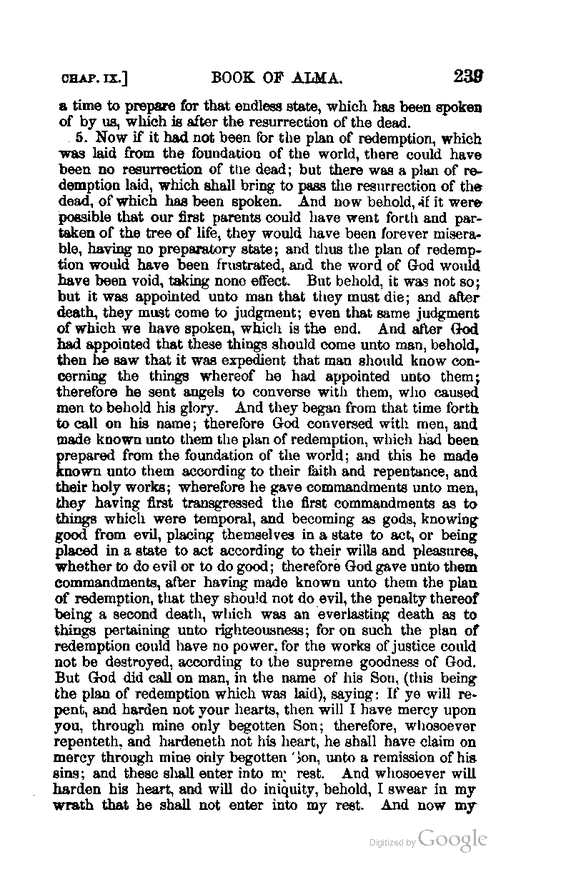 CHAP. IX.] BOOK OF ALMA. 239
a time to prepare for that endless state, which has been spoken
of by us, which is after the resurrection of the dead.
5. Now if it had not been for the plan of redemption, which
was laid from the foundation of the world, there could have
been no resurrection of the dead; but there was a plan of re-
demption laid, which shall bring to pass the resurrection of the
dead, of which has been spoken. And now behold, if it were
possible that our first parents could have went forth and par-
taken of the tree of life, they would have been forever misera-
ble, having no preparatory state; and thus the plan of redemp-
tion would have been frustrated, and the word of God would
have been void, taking none effect. But behold, it was not so;
but it was appointed unto man that they must die; and after
death, they must come to judgment; even that same judgment
of which we have spoken, which is the end. And after God
had appointed that these things should come unto man, behold,
then he saw that it was expedient that man should know con-
cerning the things whereof he had appointed unto them;
therefore he sent angels to converse with them, who caused
men to behold his glory. And they began from that time forth
to call on his name; therefore God conversed with men, and
made known unto them the plan of redemption, which had been
prepared from the foundation of the world; and this he made
known unto them according to their faith and repentance, and
their holy works; wherefore he gave commandments unto men,
they having first transgressed the first commandments as to
things which were temporal, and becoming as gods, knowing
good from evil, placing themselves in a state to act, or being
placed in a state to act according to their wills and pleasures,
whether to do evil or to do good; therefore God gave unto them
commandments, after having made known unto them the plan
of redemption, that they should not do evil, the penalty thereof
being a second death, which was an everlasting death as to
things pertaining unto righteousness; for on such the plan of
redemption could have no power, for the works of justice could
not be destroyed, according to the supreme goodness of God.
But God did call on man, in the name of his Son, (this being
the plan of redemption which was laid), saying: If ye will re-
pent, and harden not your hearts, then will I have mercy upon
you, through mine only begotten Son; therefore, whosoever
repenteth, and hardeneth not his heart, he shall have claim on
mercy through mine only begotten Son, unto a remission of his
sins; and these shall enter into my rest. And whosoever will
harden his heart, and will do iniquity, behold, I swear in my
wrath that he shall not enter into my rest. And now my
Digitized by Google